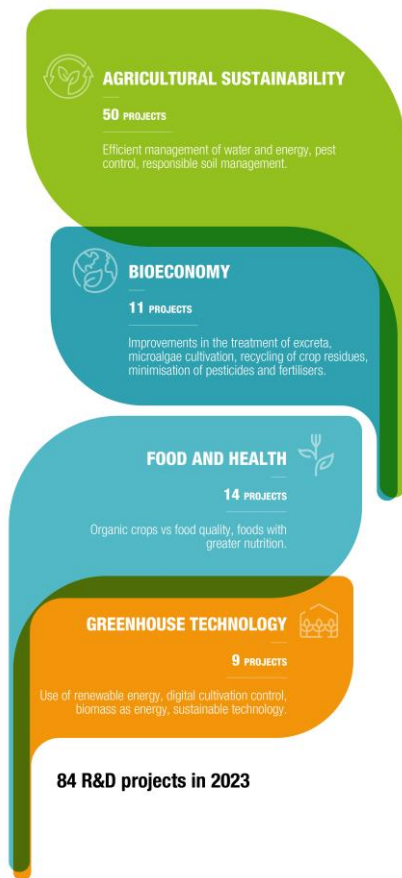 AGRICULTURAL SUSTAINABILITY
50 PROJECTS
Efficient management of water and energy, pest
control, responsible soil management.
BIOECONOMY
11 PROJECTS
Improvements in the treatment of excreta,
microalgae cultivation, recycling of crop residues,
minimisation of pesticides and fertilisers.
FOOD AND HEALTH
14 PROJECTS
Organic crops vs food quality, foods with
greater nutrition.
GREENHOUSE TECHNOLOGY
9 PROJECTS
Use of renewable energy, digital cultivation control,
biomass as energy, sustainable technology.
84 R&D projects in 2023